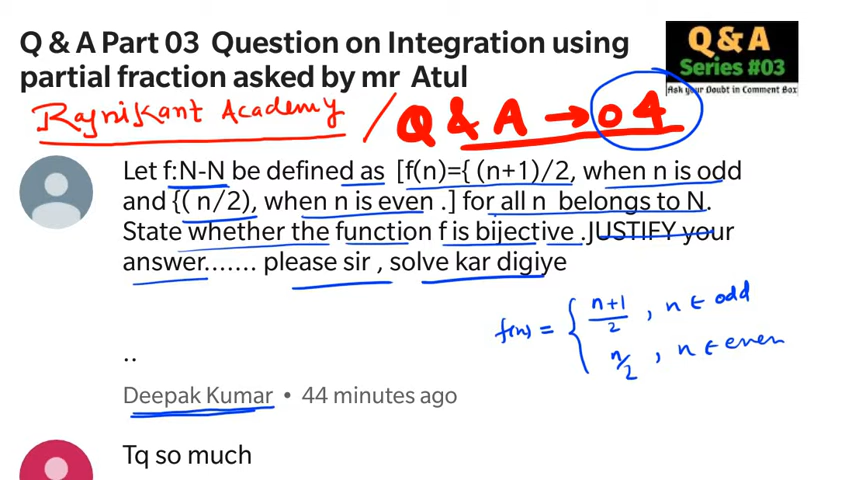 Q & A Part 03 Question on Integration using
partial fraction asked by mr Atul
Q&A
Series #03
Ask your Doubt in Comment Box
Rajnikant Academy / Q & A → 04
Let f:N-N be defined as [f(n)={ (n+1)/2, when n is odd
and {( n/2), when n is even .] for all n belongs to N.
State whether the function f is bijective .JUSTIFY your
answer....... please sir , solve kar digiye
f(n) = { n+1/2 , n ∈ odd
n/2 , n ∈ even
..
Deepak Kumar • 44 minutes ago
Tq so much